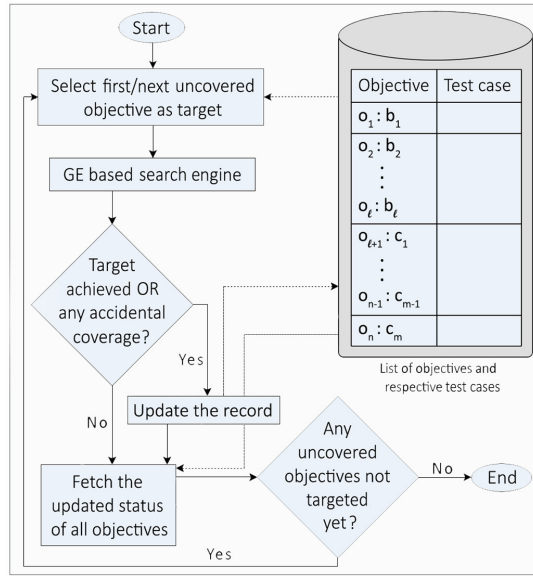 Start
Select first/next uncovered
objective as target
GE based search engine
Target
achieved OR
any accidental
coverage?
Yes
No
Update the record
Fetch the
updated status
of all objectives
Any
uncovered
objectives not
targeted
yet?
No
End
Yes
Objective Test case
o₁ : b₁
o₂ : b₂
⋮
oℓ : bℓ
oℓ₊₁ : c₁
⋮
oₙ₋₁ : cₘ₋₁
oₙ : cₘ
List of objectives and
respective test cases